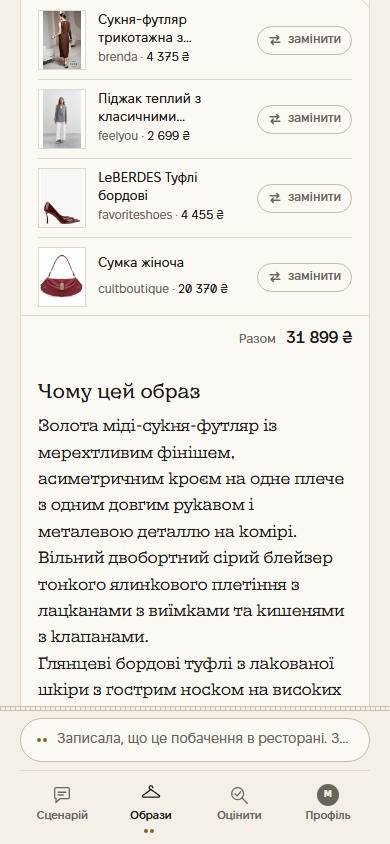 Сукня-футляр
трикотажна з...
brenda · 4 375 ₴
замінити
Піджак теплий з
класичними...
feelyou · 2 699 ₴
замінити
LeBERDES Туфлі
бордові
favoriteshoes · 4 455 ₴
замінити
Сумка жіноча
cultboutique · 20 370 ₴
замінити
Разом 31 899 ₴
Чому цей образ
Золота міді-сукня-футляр із
мерехтливим фінішем,
асиметричним кроєм на одне плече
з одним довгим рукавом і
металевою деталлю на комірі.
Вільний двобортний сірий блейзер
тонкого ялинкового плетіння з
лацканами з виїмками та кишенями
з клапанами.
Глянцеві бордові туфлі з лакованої
шкіри з гострим носком на високих
Записала, що це побачення в ресторані. З...
Сценарій
Образи
Оцінити
М
Профіль